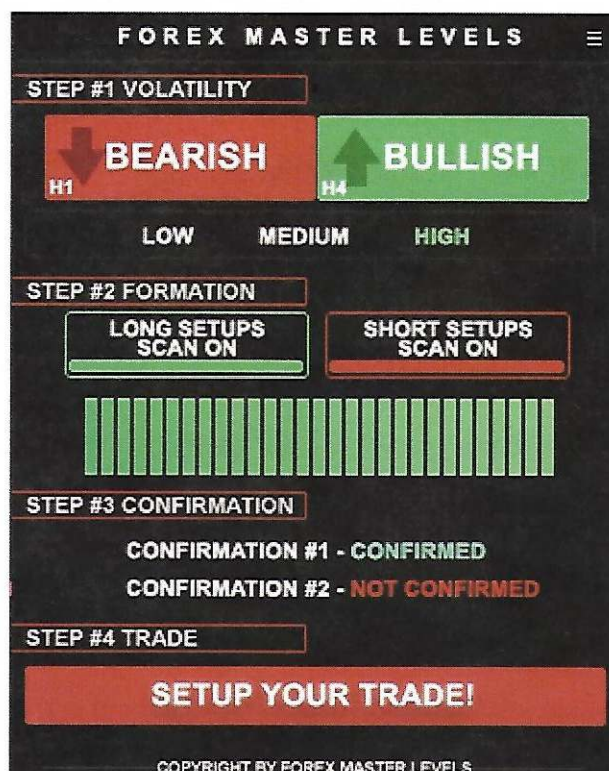 FOREX MASTER LEVELS
STEP #1 VOLATILITY
BEARISH
H1
BULLISH
H4
LOW MEDIUM HIGH
STEP #2 FORMATION
LONG SETUPS
SCAN ON
SHORT SETUPS
SCAN ON
STEP #3 CONFIRMATION
CONFIRMATION #1 - CONFIRMED
CONFIRMATION #2 - NOT CONFIRMED
STEP #4 TRADE
SETUP YOUR TRADE!
COPYRIGHT BY FOREX MASTER LEVELS